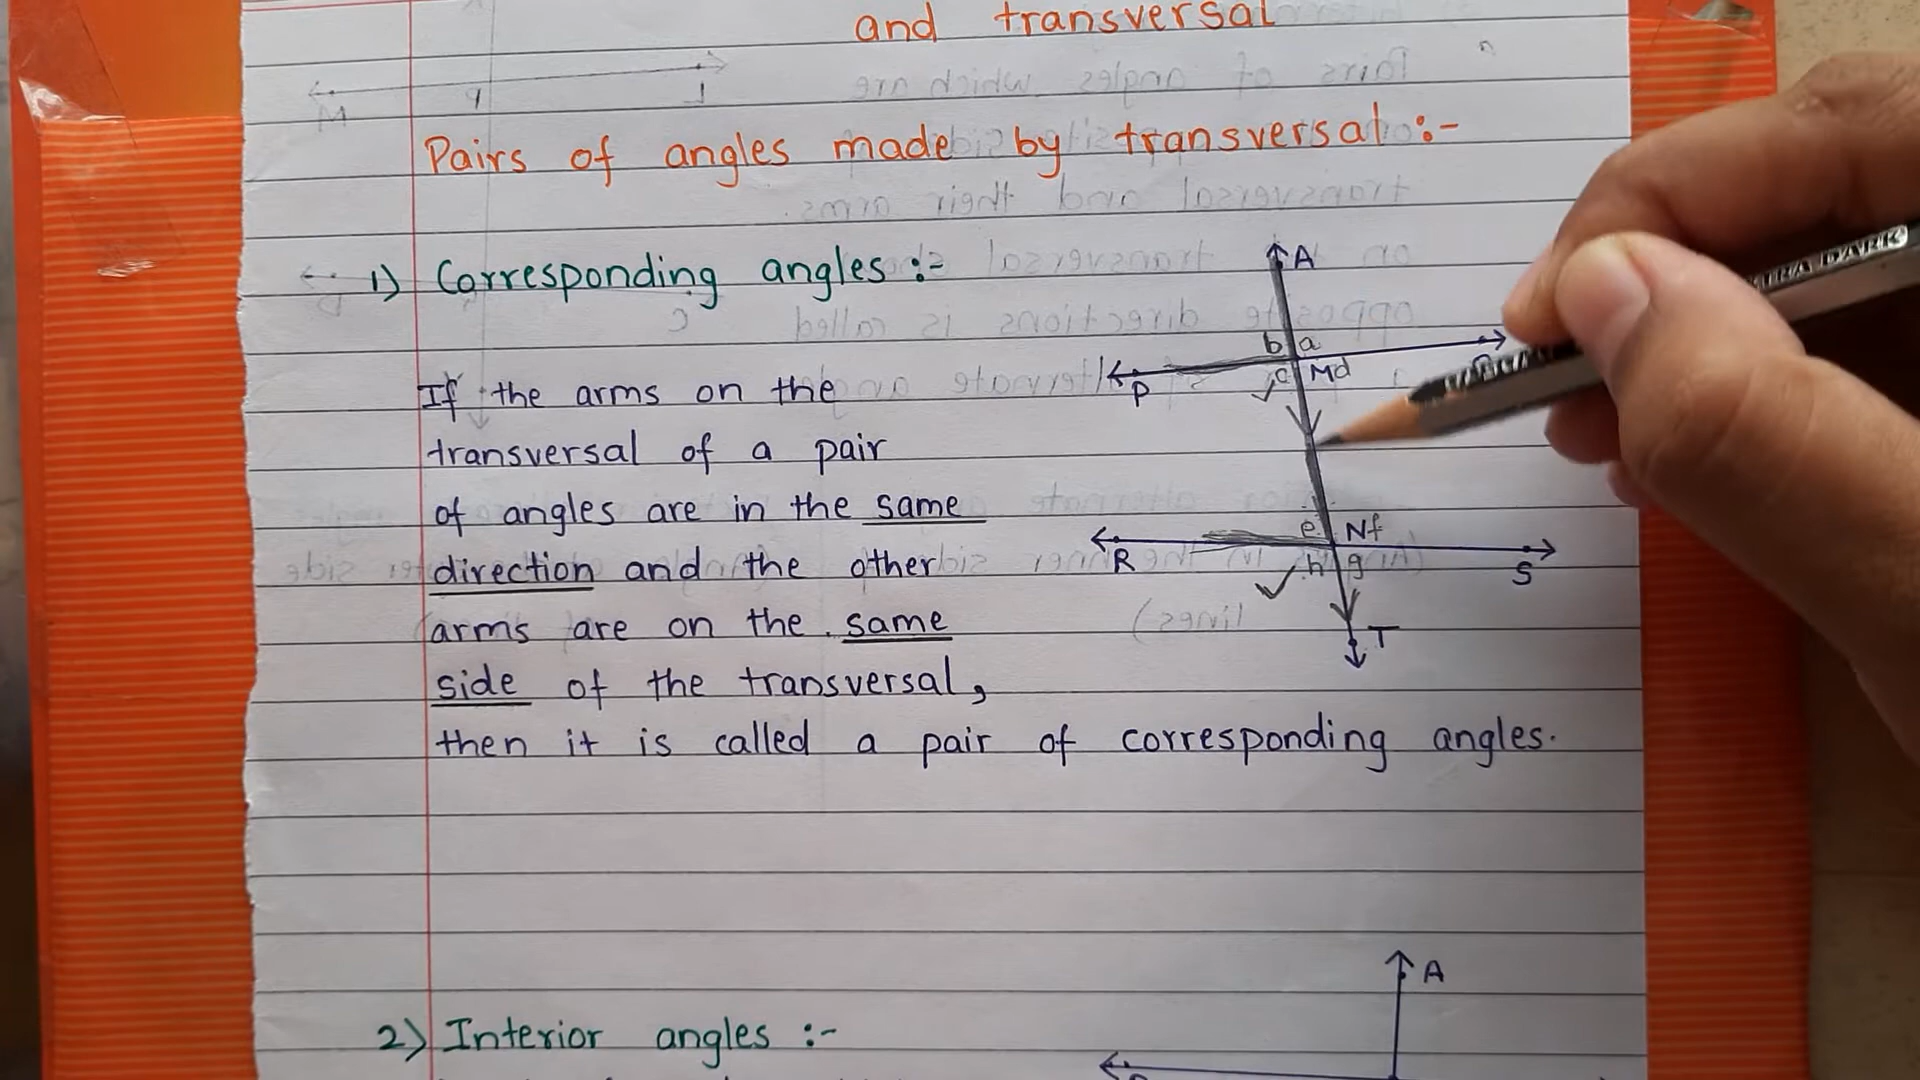 and transversal
Pairs of angles made by transversal :-
1) Corresponding angles :-
If the arms on the
transversal of a pair
of angles are in the same
direction and the other
arms are on the same
side of the transversal,
then it is called a pair of corresponding angles.
A
b a
P c M d
e N f
R h g S
T
2) Interior angles :-
A